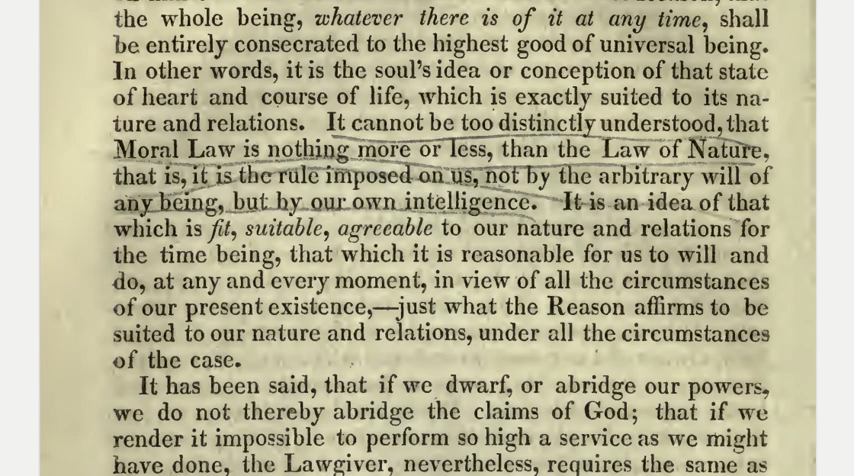 the whole being, whatever there is of it at any time, shall
be entirely consecrated to the highest good of universal being.
In other words, it is the soul's idea or conception of that state
of heart and course of life, which is exactly suited to its na-
ture and relations. It cannot be too distinctly understood, that
Moral Law is nothing more or less, than the Law of Nature,
that is, it is the rule imposed on us, not by the arbitrary will of
any being, but by our own intelligence. It is an idea of that
which is fit, suitable, agreeable to our nature and relations for
the time being, that which it is reasonable for us to will and
do, at any and every moment, in view of all the circumstances
of our present existence,—just what the Reason affirms to be
suited to our nature and relations, under all the circumstances
of the case.
It has been said, that if we dwarf, or abridge our powers,
we do not thereby abridge the claims of God; that if we
render it impossible to perform so high a service as we might
have done, the Lawgiver, nevertheless, requires the same as